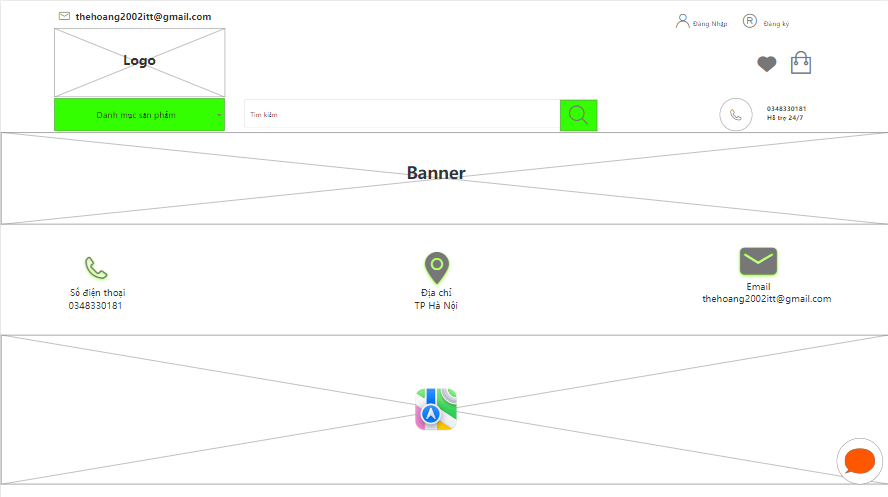 thehoang2002itt@gmail.com
Đăng Nhập
R Đăng ký
Logo
Danh mục sản phẩm
Tìm kiếm
0348330181
Hỗ trợ 24/7
Banner
Số điện thoại
0348330181
Địa chỉ
TP Hà Nội
Email
thehoang2002itt@gmail.com